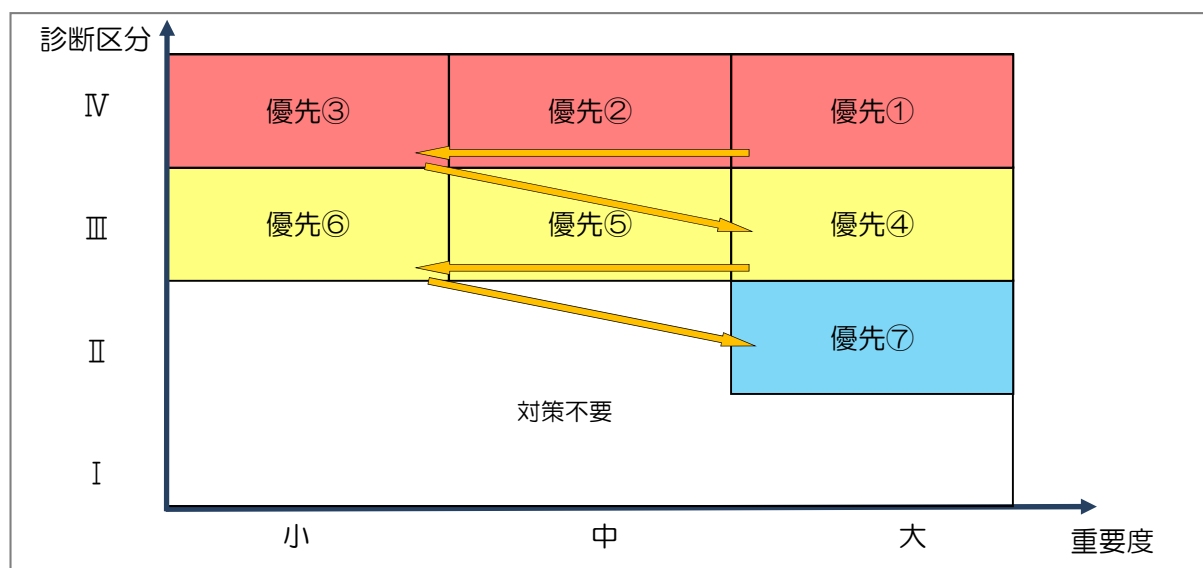 診断区分
Ⅳ
優先③
優先②
優先①
Ⅲ
優先⑥
優先⑤
優先④
Ⅱ
優先⑦
対策不要
Ⅰ
小
中
大
重要度